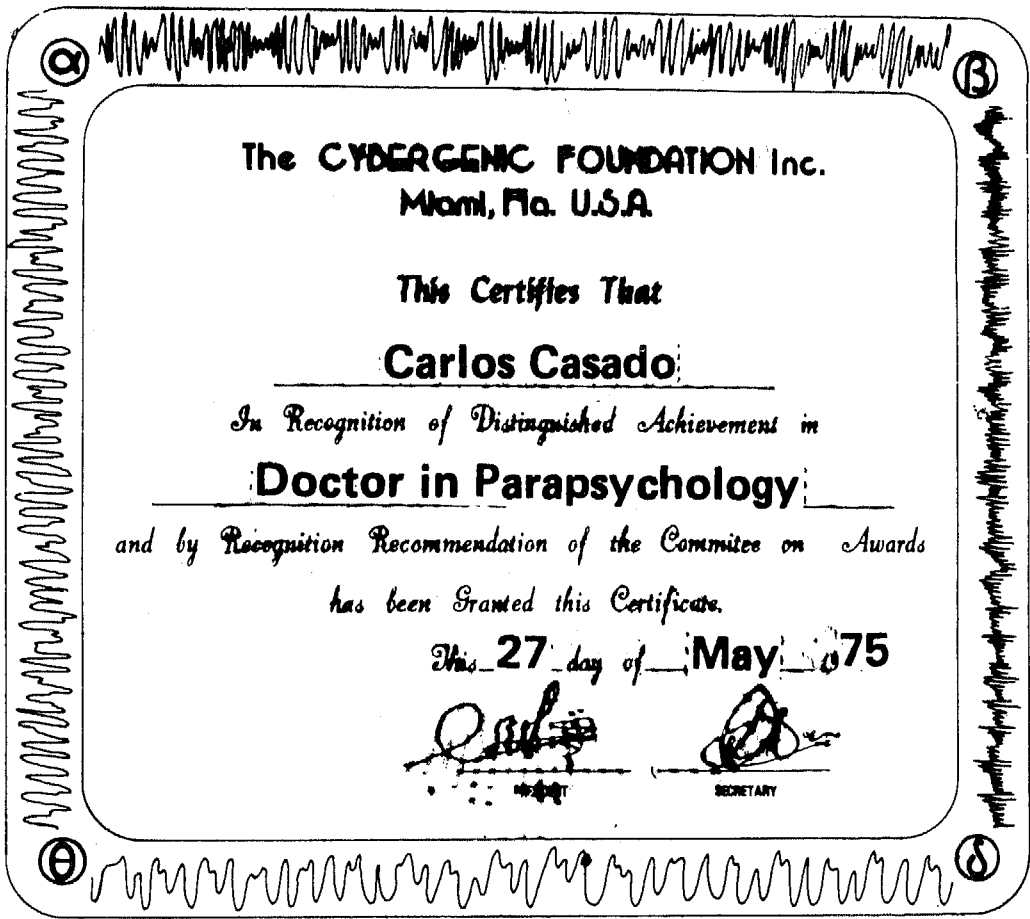 α
β
The CYBERGENIC FOUNDATION Inc.
Miami, Fla. U.S.A.
This Certifies That
Carlos Casado
In Recognition of Distinguished Achievement in
Doctor in Parapsychology
and by Recognition Recommendation of the Commitee on Awards
has been Granted this Certificate.
This 27 day of May 75
PRESIDENT SECRETARY
θ
δ